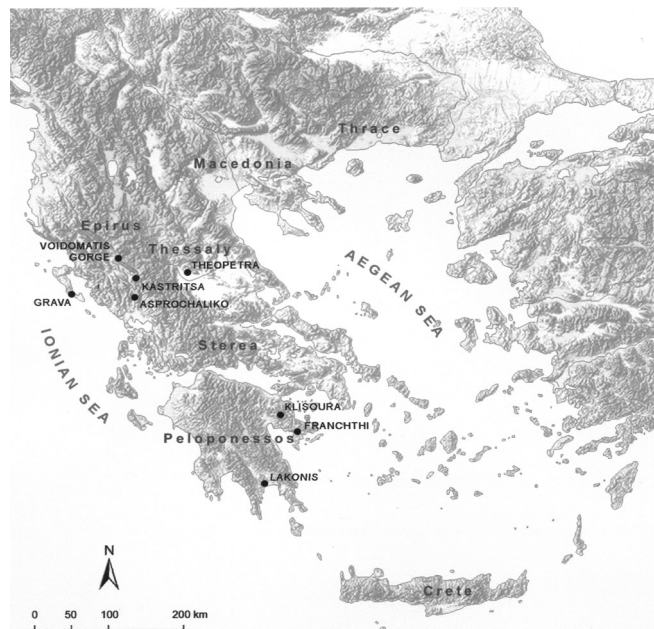 Thrace
Macedonia
Epirus
VOIDOMATIS
GORGE
Thessaly
THEOPETRA
KASTRITSA
GRAVA
ASPROCHALIKO
AEGEAN SEA
IONIAN SEA
Sterea
KLISOURA
FRANCHTHI
Peloponessos
LAKONIS
N
Crete
0 50 100 200 km